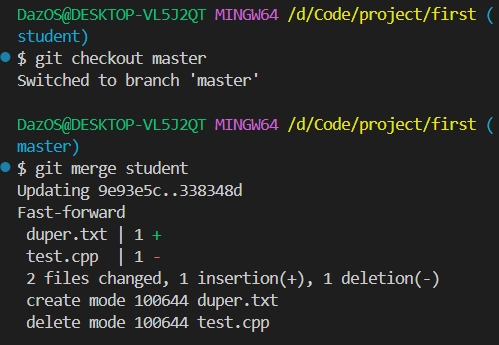 DazOS@DESKTOP-VL5J2QT MINGW64 /d/Code/project/first (
student)
$ git checkout master
Switched to branch 'master'
DazOS@DESKTOP-VL5J2QT MINGW64 /d/Code/project/first (
master)
$ git merge student
Updating 9e93e5c..338348d
Fast-forward
 duper.txt | 1 +
 test.cpp  | 1 -
 2 files changed, 1 insertion(+), 1 deletion(-)
 create mode 100644 duper.txt
 delete mode 100644 test.cpp